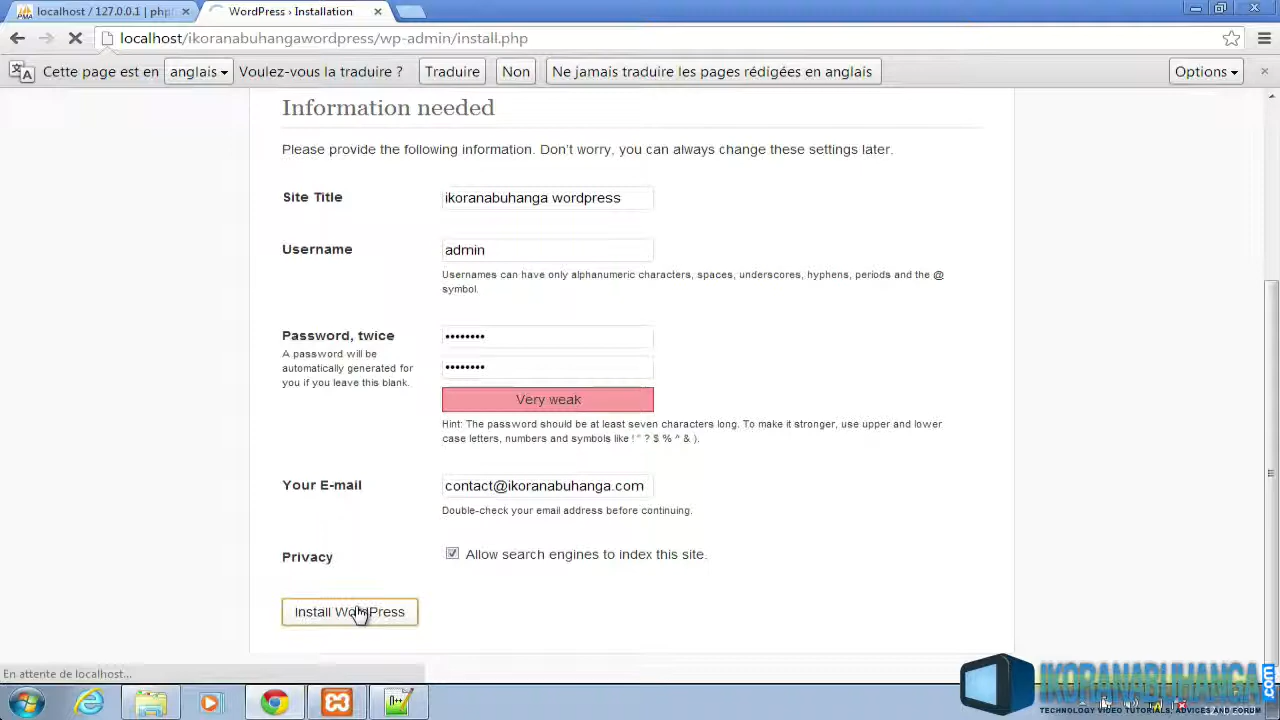 localhost / 127.0.0.1 | php
WordPress › Installation
localhost/ikoranabuhangawordpress/wp-admin/install.php
Cette page est en anglais Voulez-vous la traduire ? Traduire Non Ne jamais traduire les pages rédigées en anglais Options
Information needed
Please provide the following information. Don't worry, you can always change these settings later.
Site Title ikoranabuhanga wordpress
Username admin
Usernames can have only alphanumeric characters, spaces, underscores, hyphens, periods and the @
symbol.
Password, twice
A password will be
automatically generated for
you if you leave this blank.
Very weak
Hint: The password should be at least seven characters long. To make it stronger, use upper and lower
case letters, numbers and symbols like ! " ? $ % ^ & ).
Your E-mail contact@ikoranabuhanga.com
Double-check your email address before continuing.
Privacy Allow search engines to index this site.
Install WordPress
En attente de localhost...
IKORANABUHANGA.com
TECHNOLOGY VIDEO TUTORIALS, ADVICES AND FORUM